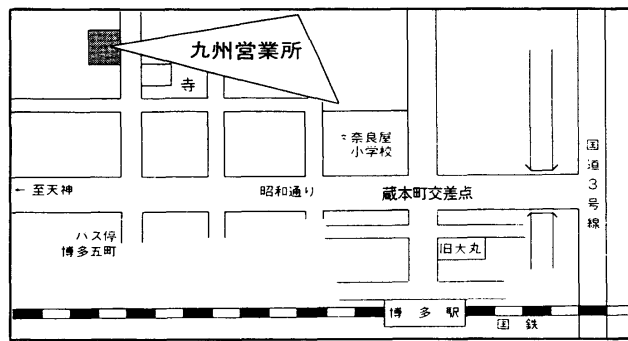 九州営業所
寺
奈良屋
小学校
国道3号線
← 至天神
昭和通り
蔵本町交差点
バス停
博多五町
旧大丸
博多駅
国鉄